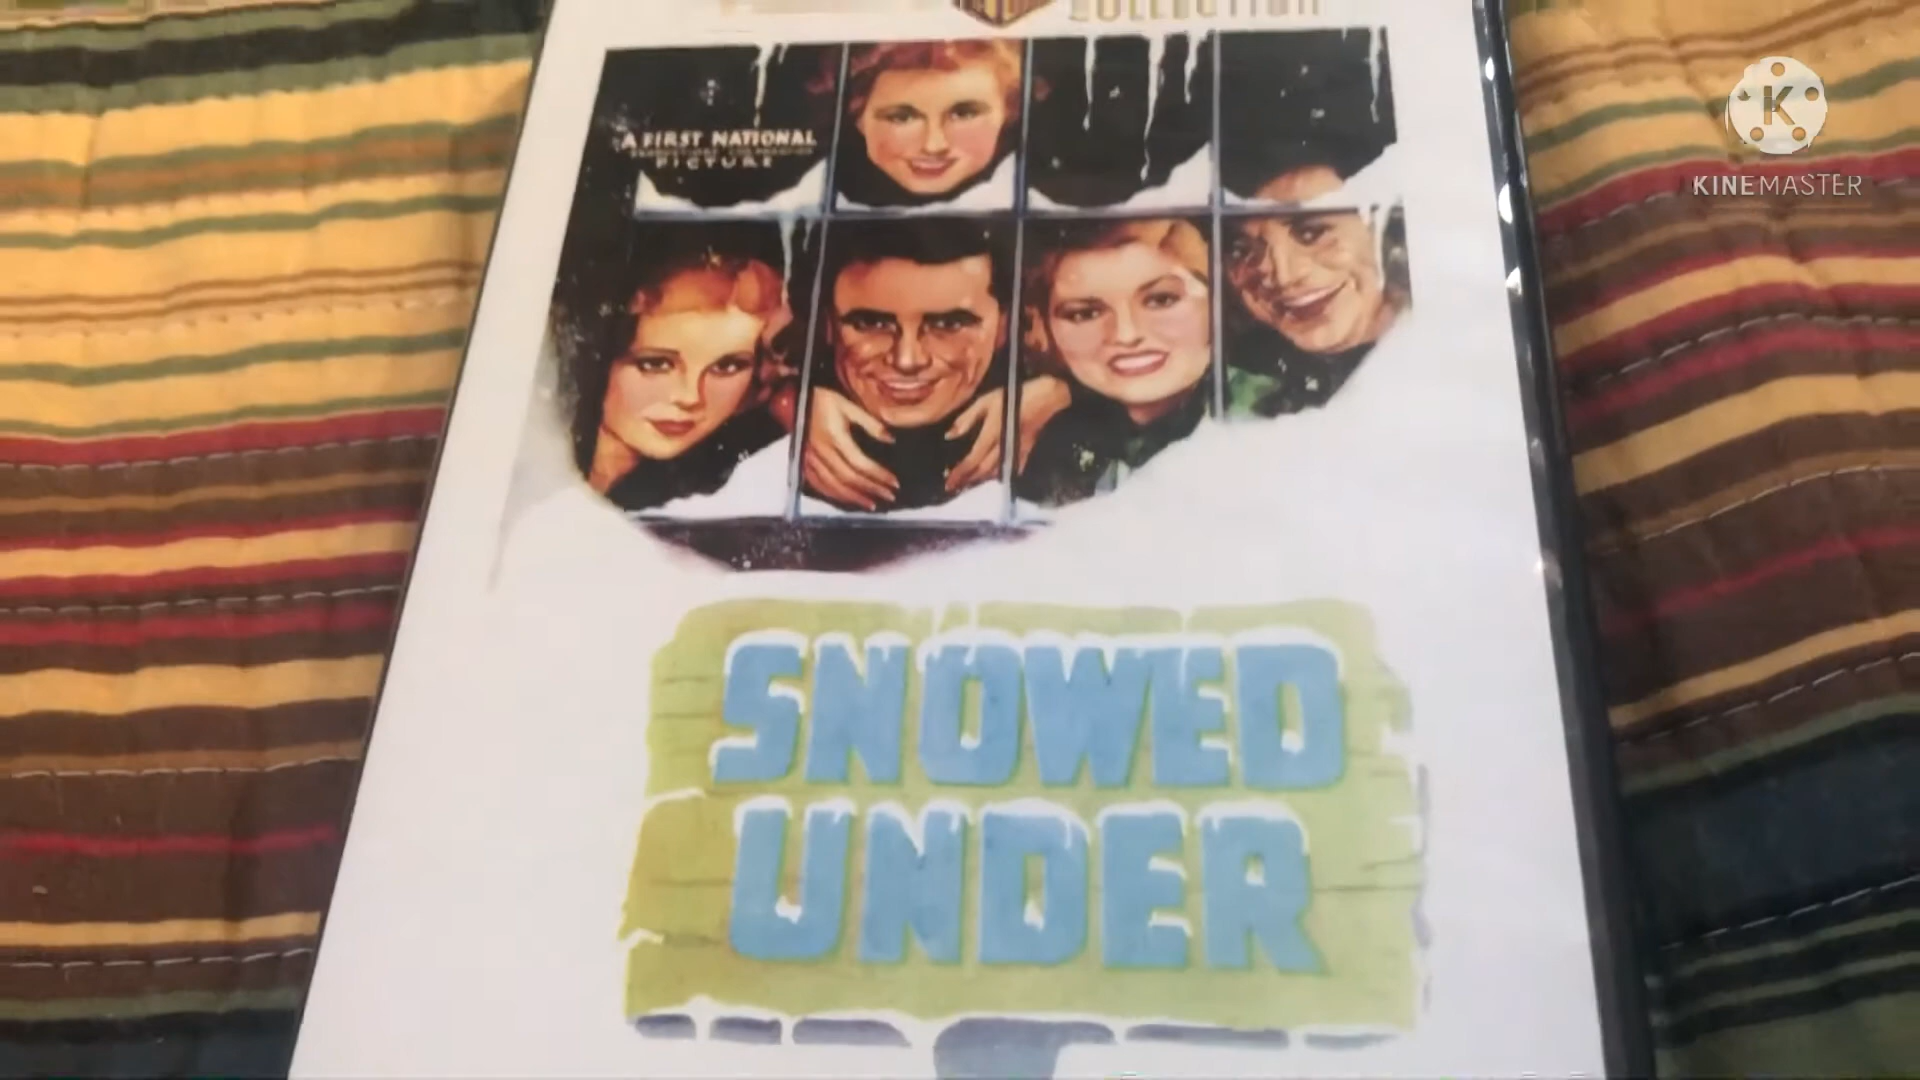 COLLECTION
A FIRST NATIONAL
PICTURE
K
KINEMASTER
SNOWED
UNDER